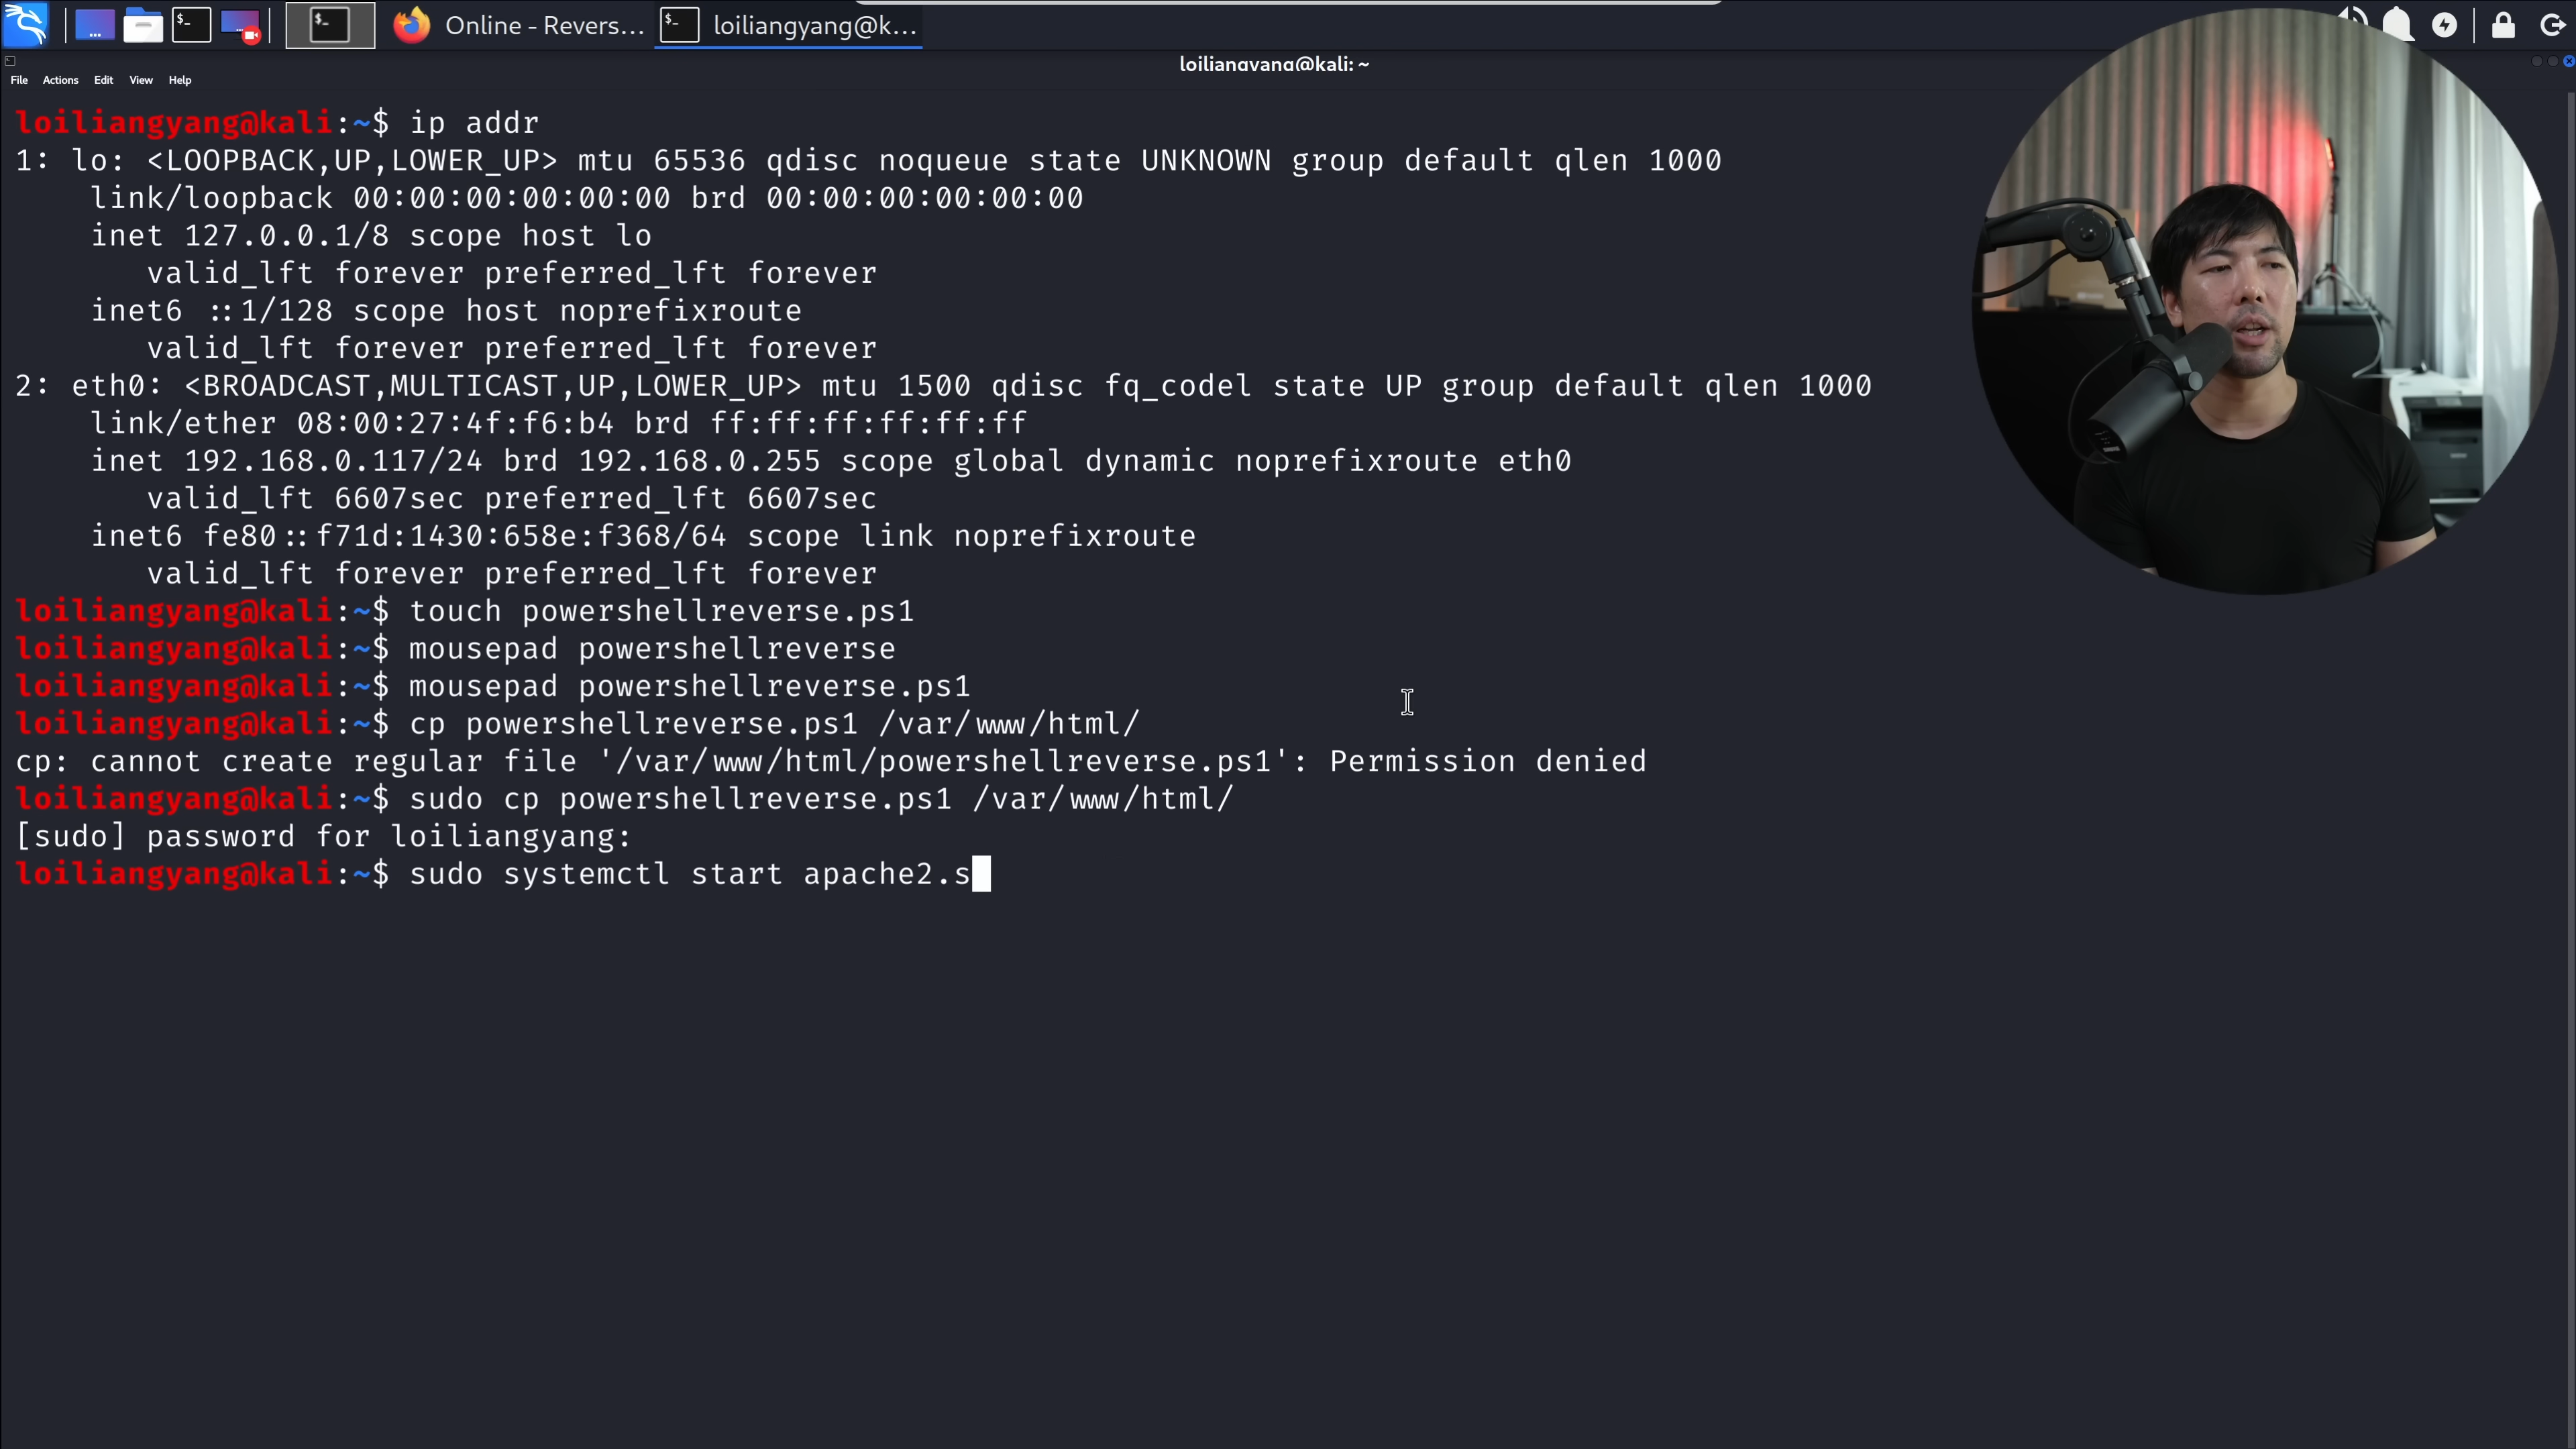 Online - Revers...
loiliangyang@k...
loiliangyang@kali: ~
File Actions Edit View Help
loiliangyang@kali:~$ ip addr
1: lo: <LOOPBACK,UP,LOWER_UP> mtu 65536 qdisc noqueue state UNKNOWN group default qlen 1000
link/loopback 00:00:00:00:00:00 brd 00:00:00:00:00:00
inet 127.0.0.1/8 scope host lo
valid_lft forever preferred_lft forever
inet6 ::1/128 scope host noprefixroute
valid_lft forever preferred_lft forever
2: eth0: <BROADCAST,MULTICAST,UP,LOWER_UP> mtu 1500 qdisc fq_codel state UP group default qlen 1000
link/ether 08:00:27:4f:f6:b4 brd ff:ff:ff:ff:ff:ff
inet 192.168.0.117/24 brd 192.168.0.255 scope global dynamic noprefixroute eth0
valid_lft 6607sec preferred_lft 6607sec
inet6 fe80::f71d:1430:658e:f368/64 scope link noprefixroute
valid_lft forever preferred_lft forever
loiliangyang@kali:~$ touch powershellreverse.ps1
loiliangyang@kali:~$ mousepad powershellreverse
loiliangyang@kali:~$ mousepad powershellreverse.ps1
loiliangyang@kali:~$ cp powershellreverse.ps1 /var/www/html/
cp: cannot create regular file '/var/www/html/powershellreverse.ps1': Permission denied
loiliangyang@kali:~$ sudo cp powershellreverse.ps1 /var/www/html/
[sudo] password for loiliangyang:
loiliangyang@kali:~$ sudo systemctl start apache2.s